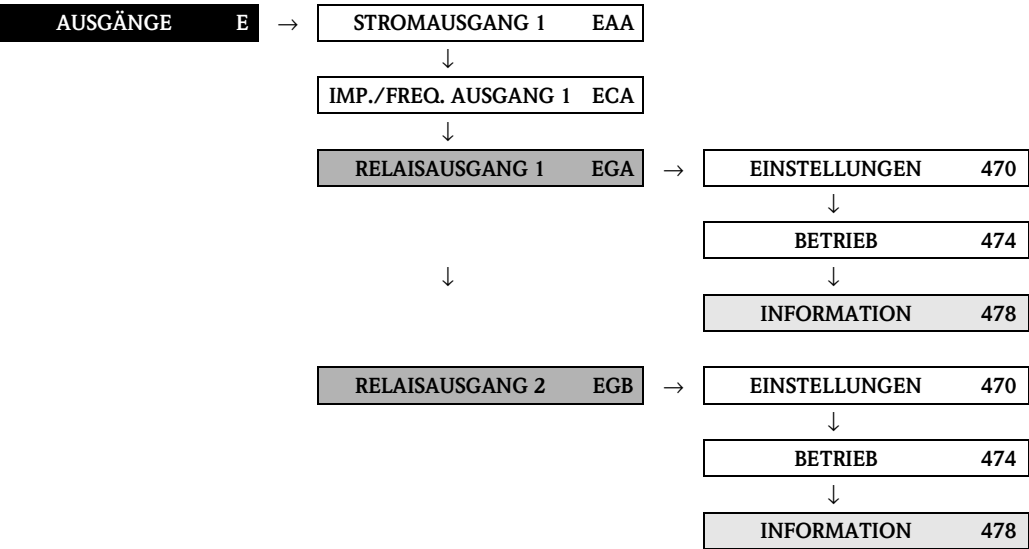 AUSGÄNGE E → STROMAUSGANG 1 EAA
↓
IMP./FREQ. AUSGANG 1 ECA
↓
RELAISAUSGANG 1 EGA → EINSTELLUNGEN 470
↓
BETRIEB 474
↓ ↓
INFORMATION 478
RELAISAUSGANG 2 EGB → EINSTELLUNGEN 470
↓
BETRIEB 474
↓
INFORMATION 478